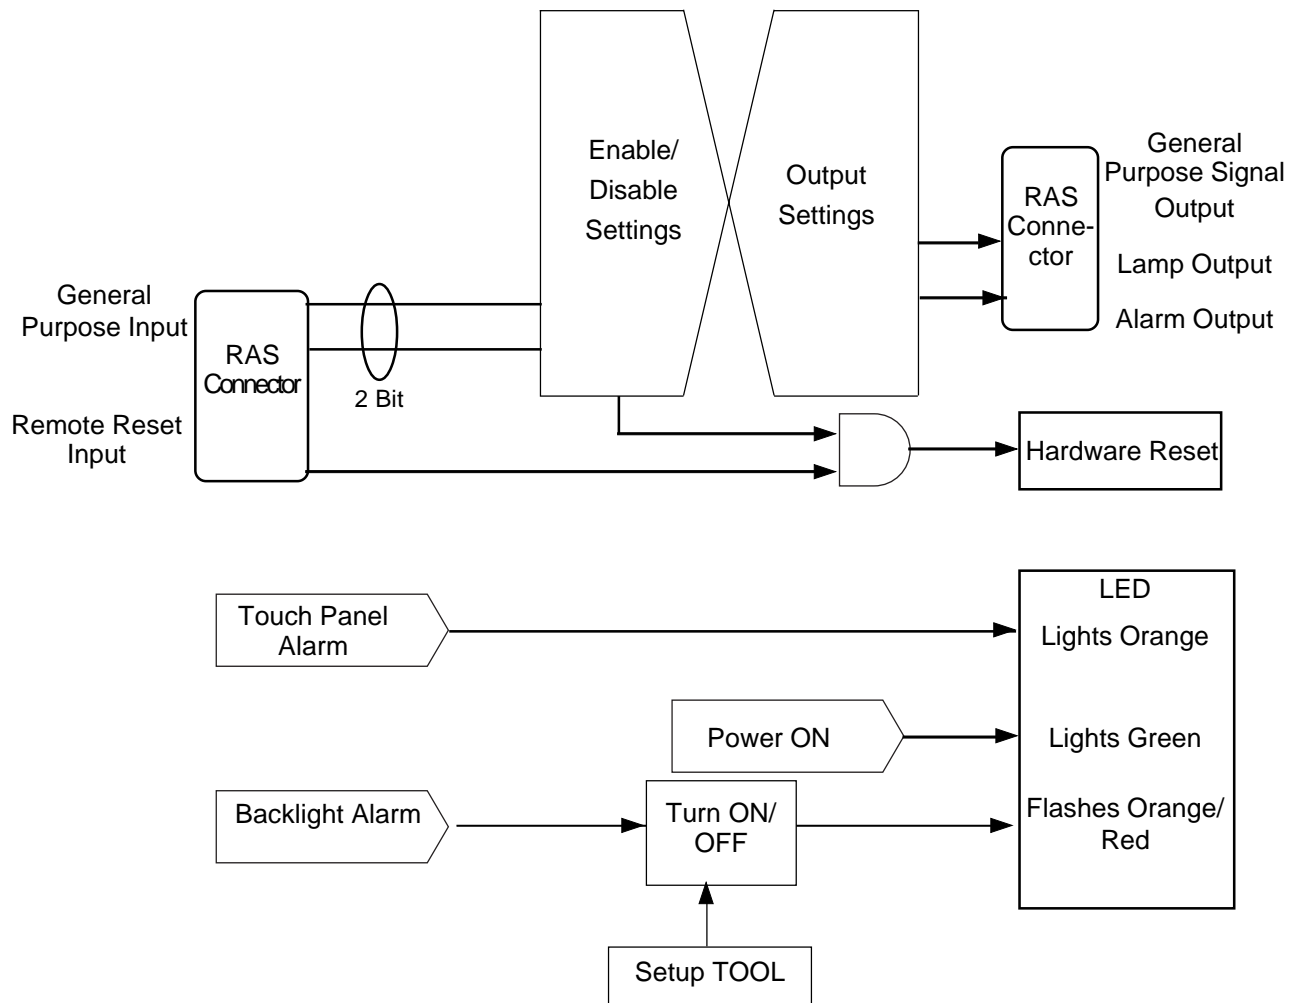 Enable/
Disable
Settings
Output
Settings
RAS
Conne-
ctor
General
Purpose Signal
Output
Lamp Output
Alarm Output
General
Purpose Input
RAS
Connector
2 Bit
Remote Reset
Input
Hardware Reset
LED
Touch Panel
Alarm
Lights Orange
Power ON
Lights Green
Backlight Alarm
Turn ON/
OFF
Flashes Orange/
Red
Setup TOOL